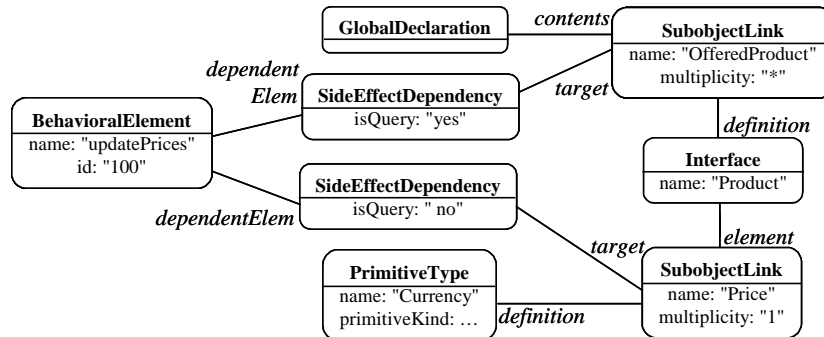 contents
GlobalDeclaration
SubobjectLink
name: "OfferedProduct"
multiplicity: "*"
dependent
Elem
SideEffectDependency
isQuery: "yes"
target
BehavioralElement
name: "updatePrices"
id: "100"
definition
Interface
name: "Product"
SideEffectDependency
isQuery: " no"
dependentElem
target
element
PrimitiveType
name: "Currency"
primitiveKind: …
definition
SubobjectLink
name: "Price"
multiplicity: "1"